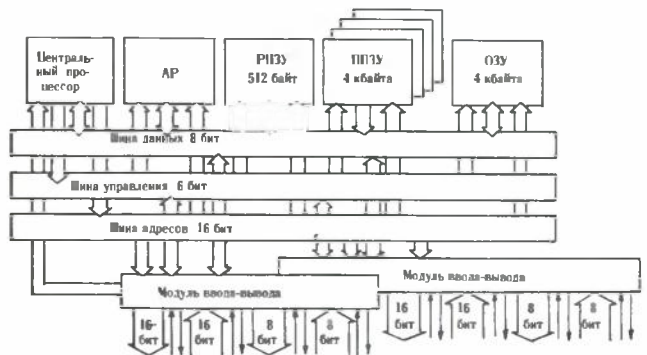 Централь-
ный про-
цессор
АР
РПЗУ
512 байт
ППЗУ
4 кбайта
ОЗУ
4 кбайта
Шина данных 8 бит
Шина управления 6 бит
Шина адресов 16 бит
Модуль ввода-вывода
Модуль ввода-вывода
16
бит
16
бит
8
бит
8
бит
16-
бит
16
бит
8
бит
8
бит